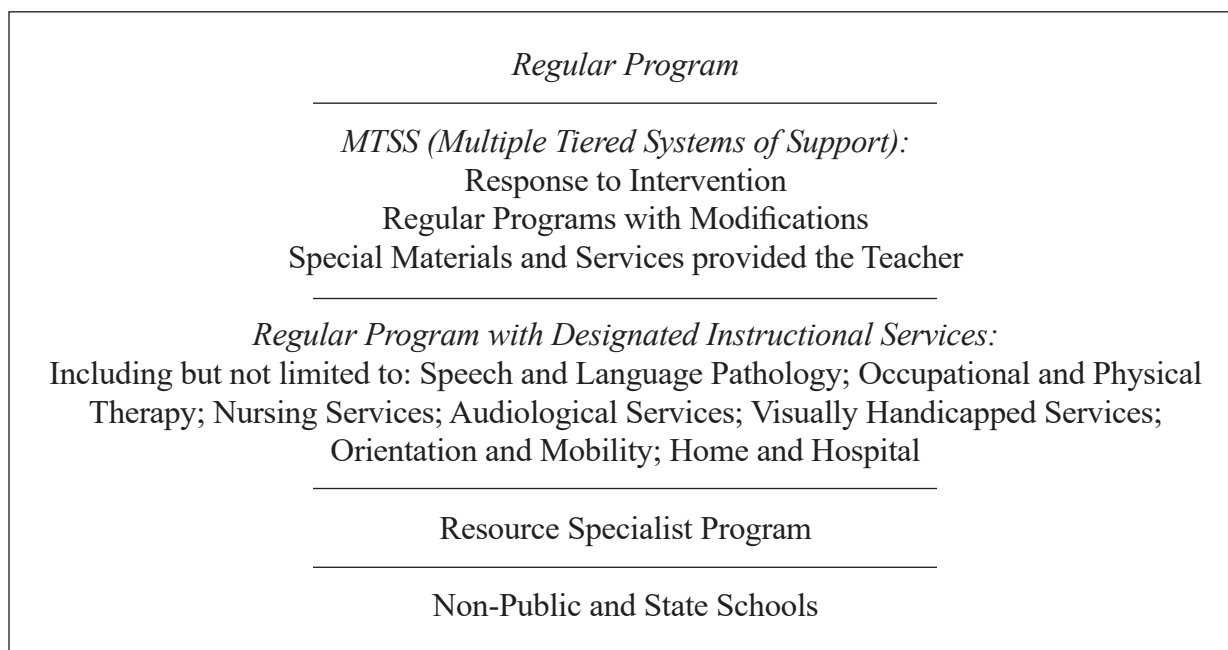 Regular Program
MTSS (Multiple Tiered Systems of Support):
Response to Intervention
Regular Programs with Modifications
Special Materials and Services provided the Teacher
Regular Program with Designated Instructional Services:
Including but not limited to: Speech and Language Pathology; Occupational and Physical
Therapy; Nursing Services; Audiological Services; Visually Handicapped Services;
Orientation and Mobility; Home and Hospital
Resource Specialist Program
Non-Public and State Schools